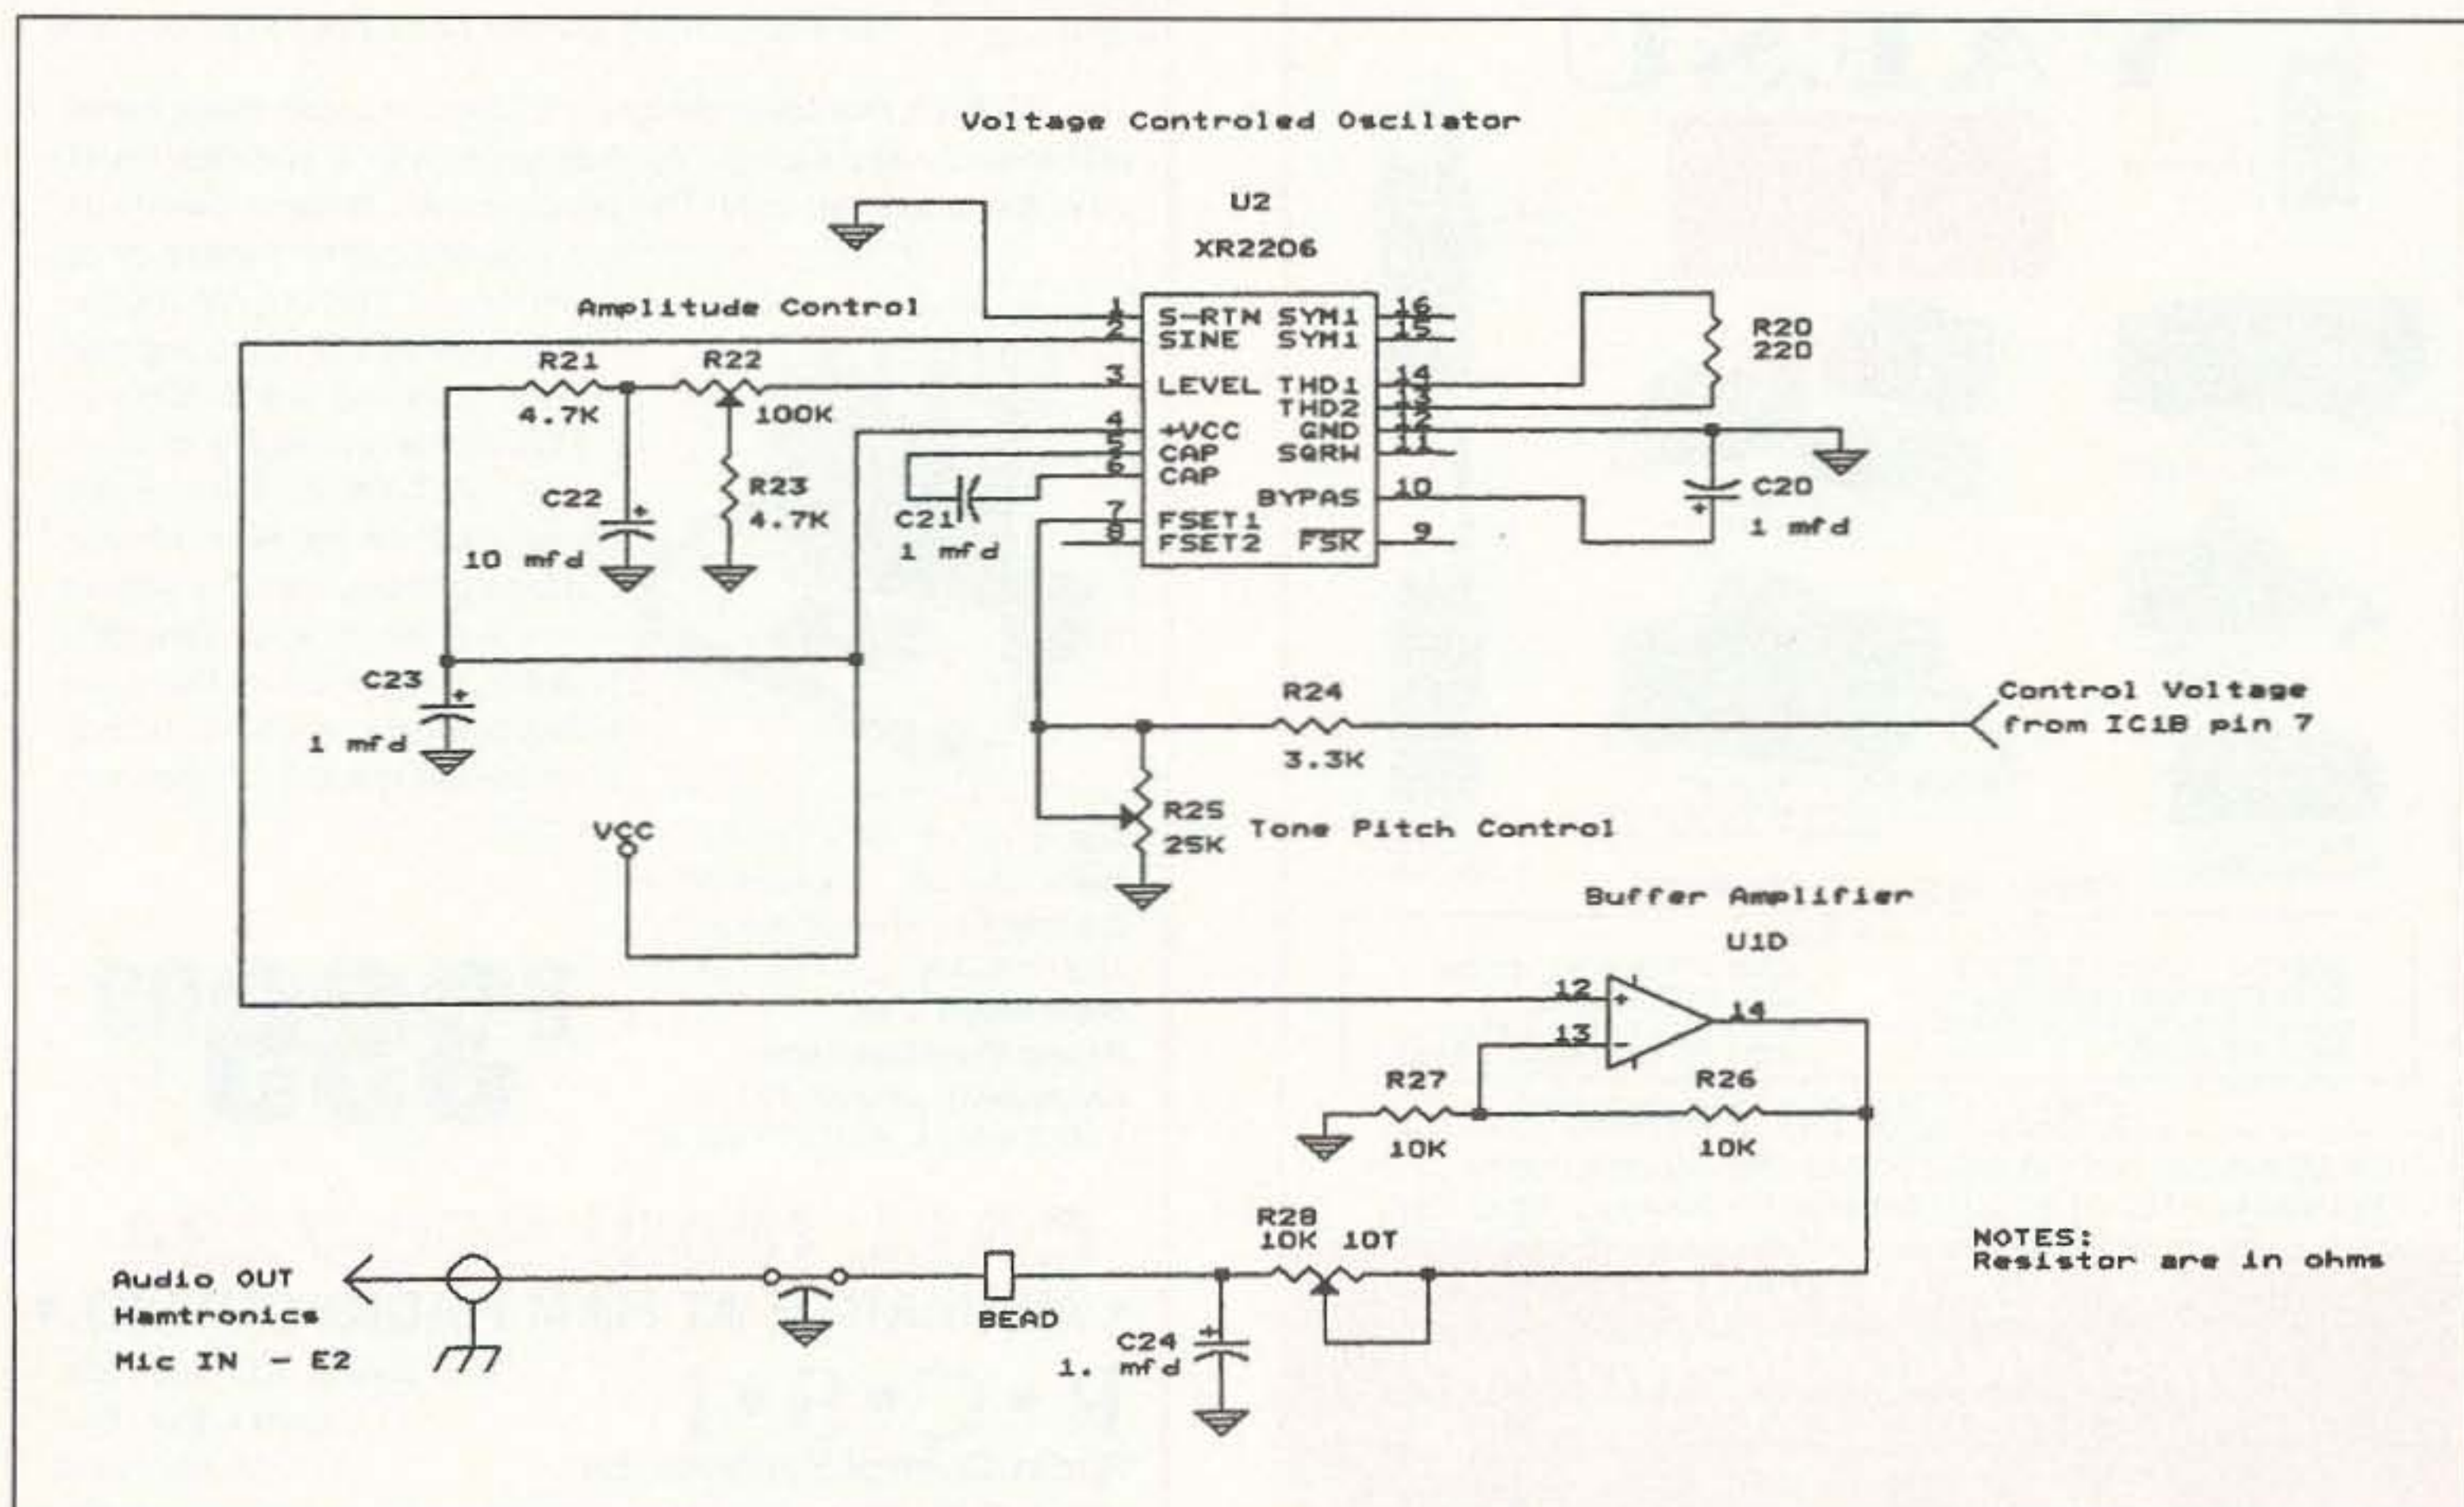 Voltage Controled Oscilator
U2
XR2206
Amplitude Control
1 S-RTN SYM1 16
2 SINE SYM1 15
3 LEVEL THD1 14
THD2 13
4 +VCC GND 12
5 CAP SQRW 11
6 CAP
BYPAS 10
7 FSET1
8 FSET2 FSK 9
R20
220
R21
4.7K
R22
100K
R23
4.7K
C22
+
10 mfd
C21
1 mfd
C20
+
1 mfd
C23
+
1 mfd
R24
3.3K
Control Voltage
from IC1B pin 7
R25
25K
Tone Pitch Control
VCC
Buffer Amplifier
U1D
12 +
13 -
14
R27
10K
R26
10K
R28
10K 10T
NOTES:
Resistor are in ohms
Audio OUT
Hamtronics
Mic IN - E2
BEAD
C24
+
1. mfd